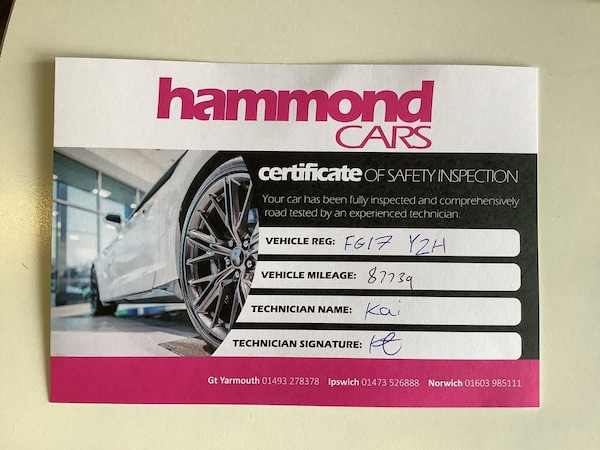 hammond
CARS
certificate OF SAFETY INSPECTION
Your car has been fully inspected and comprehensively
road tested by an experienced technician.
VEHICLE REG: FG17 YZH
VEHICLE MILEAGE: 87739
TECHNICIAN NAME: Kai
TECHNICIAN SIGNATURE:
Gt Yarmouth 01493 278378 Ipswich 01473 526888 Norwich 01603 985111